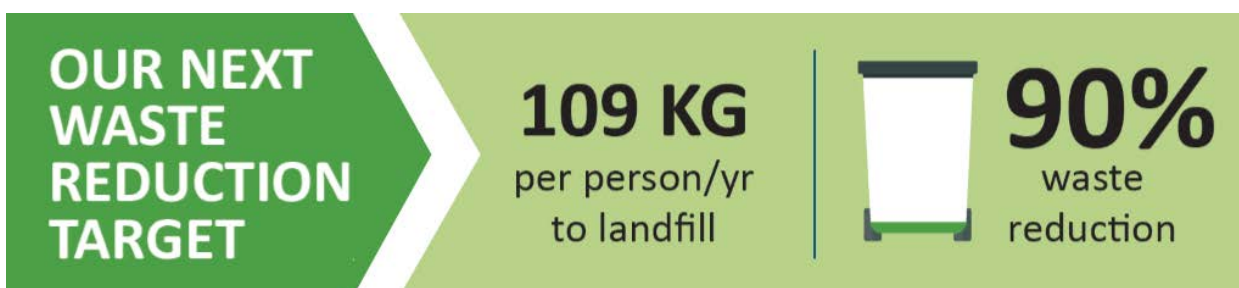 OUR NEXT
WASTE
REDUCTION
TARGET
109 KG
per person/yr
to landfill
90%
waste
reduction